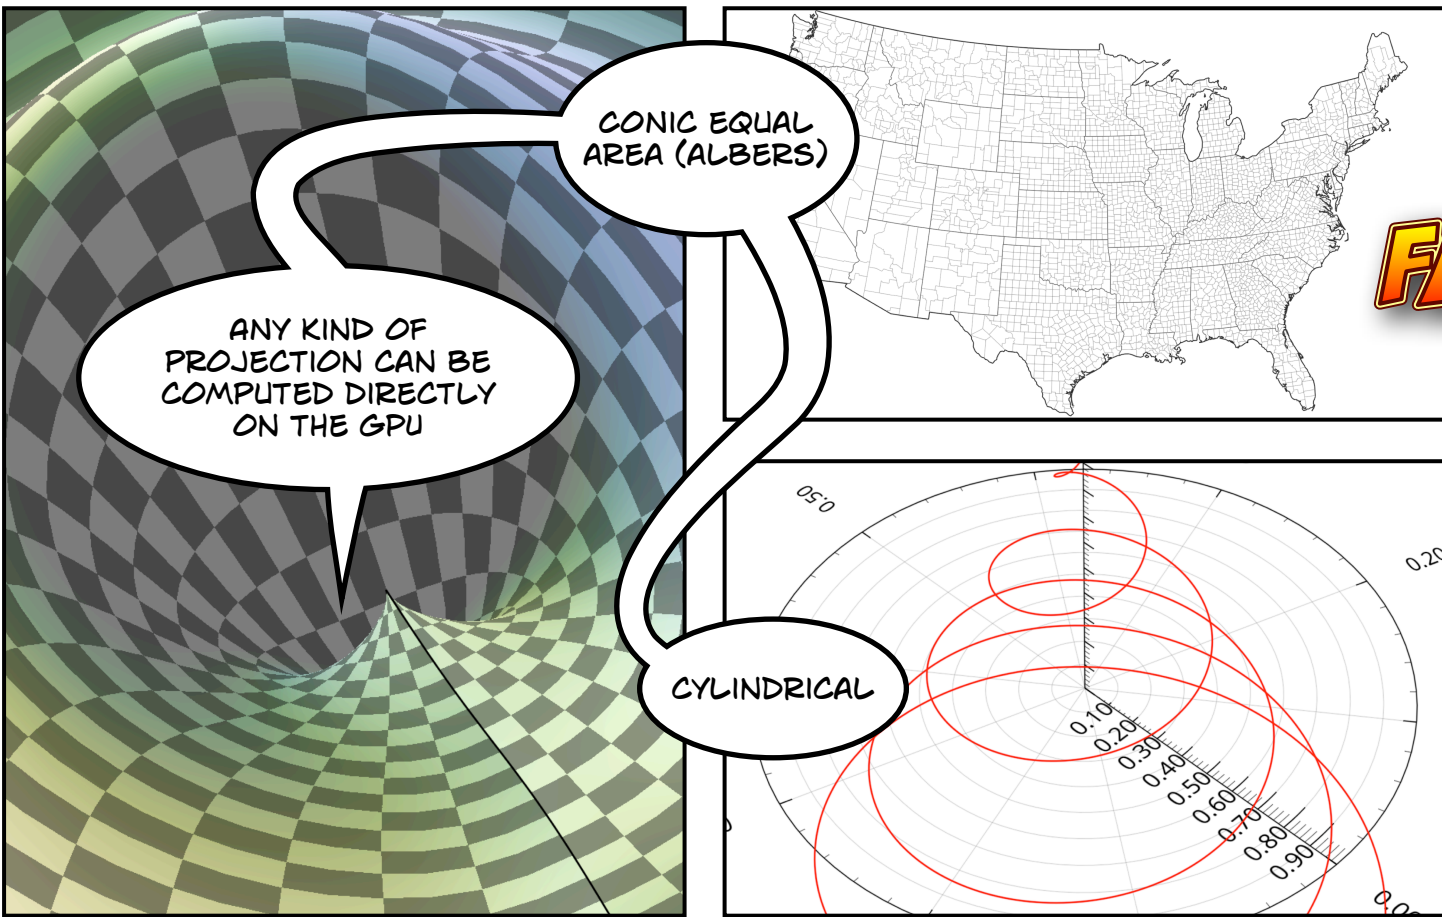 CONIC EQUAL
AREA (ALBERS)
ANY KIND OF
PROJECTION CAN BE
COMPUTED DIRECTLY
ON THE GPU
CYLINDRICAL
0.50
0.20
0.10
0.20
0.30
0.40
0.50
0.60
0.70
0.80
0.90